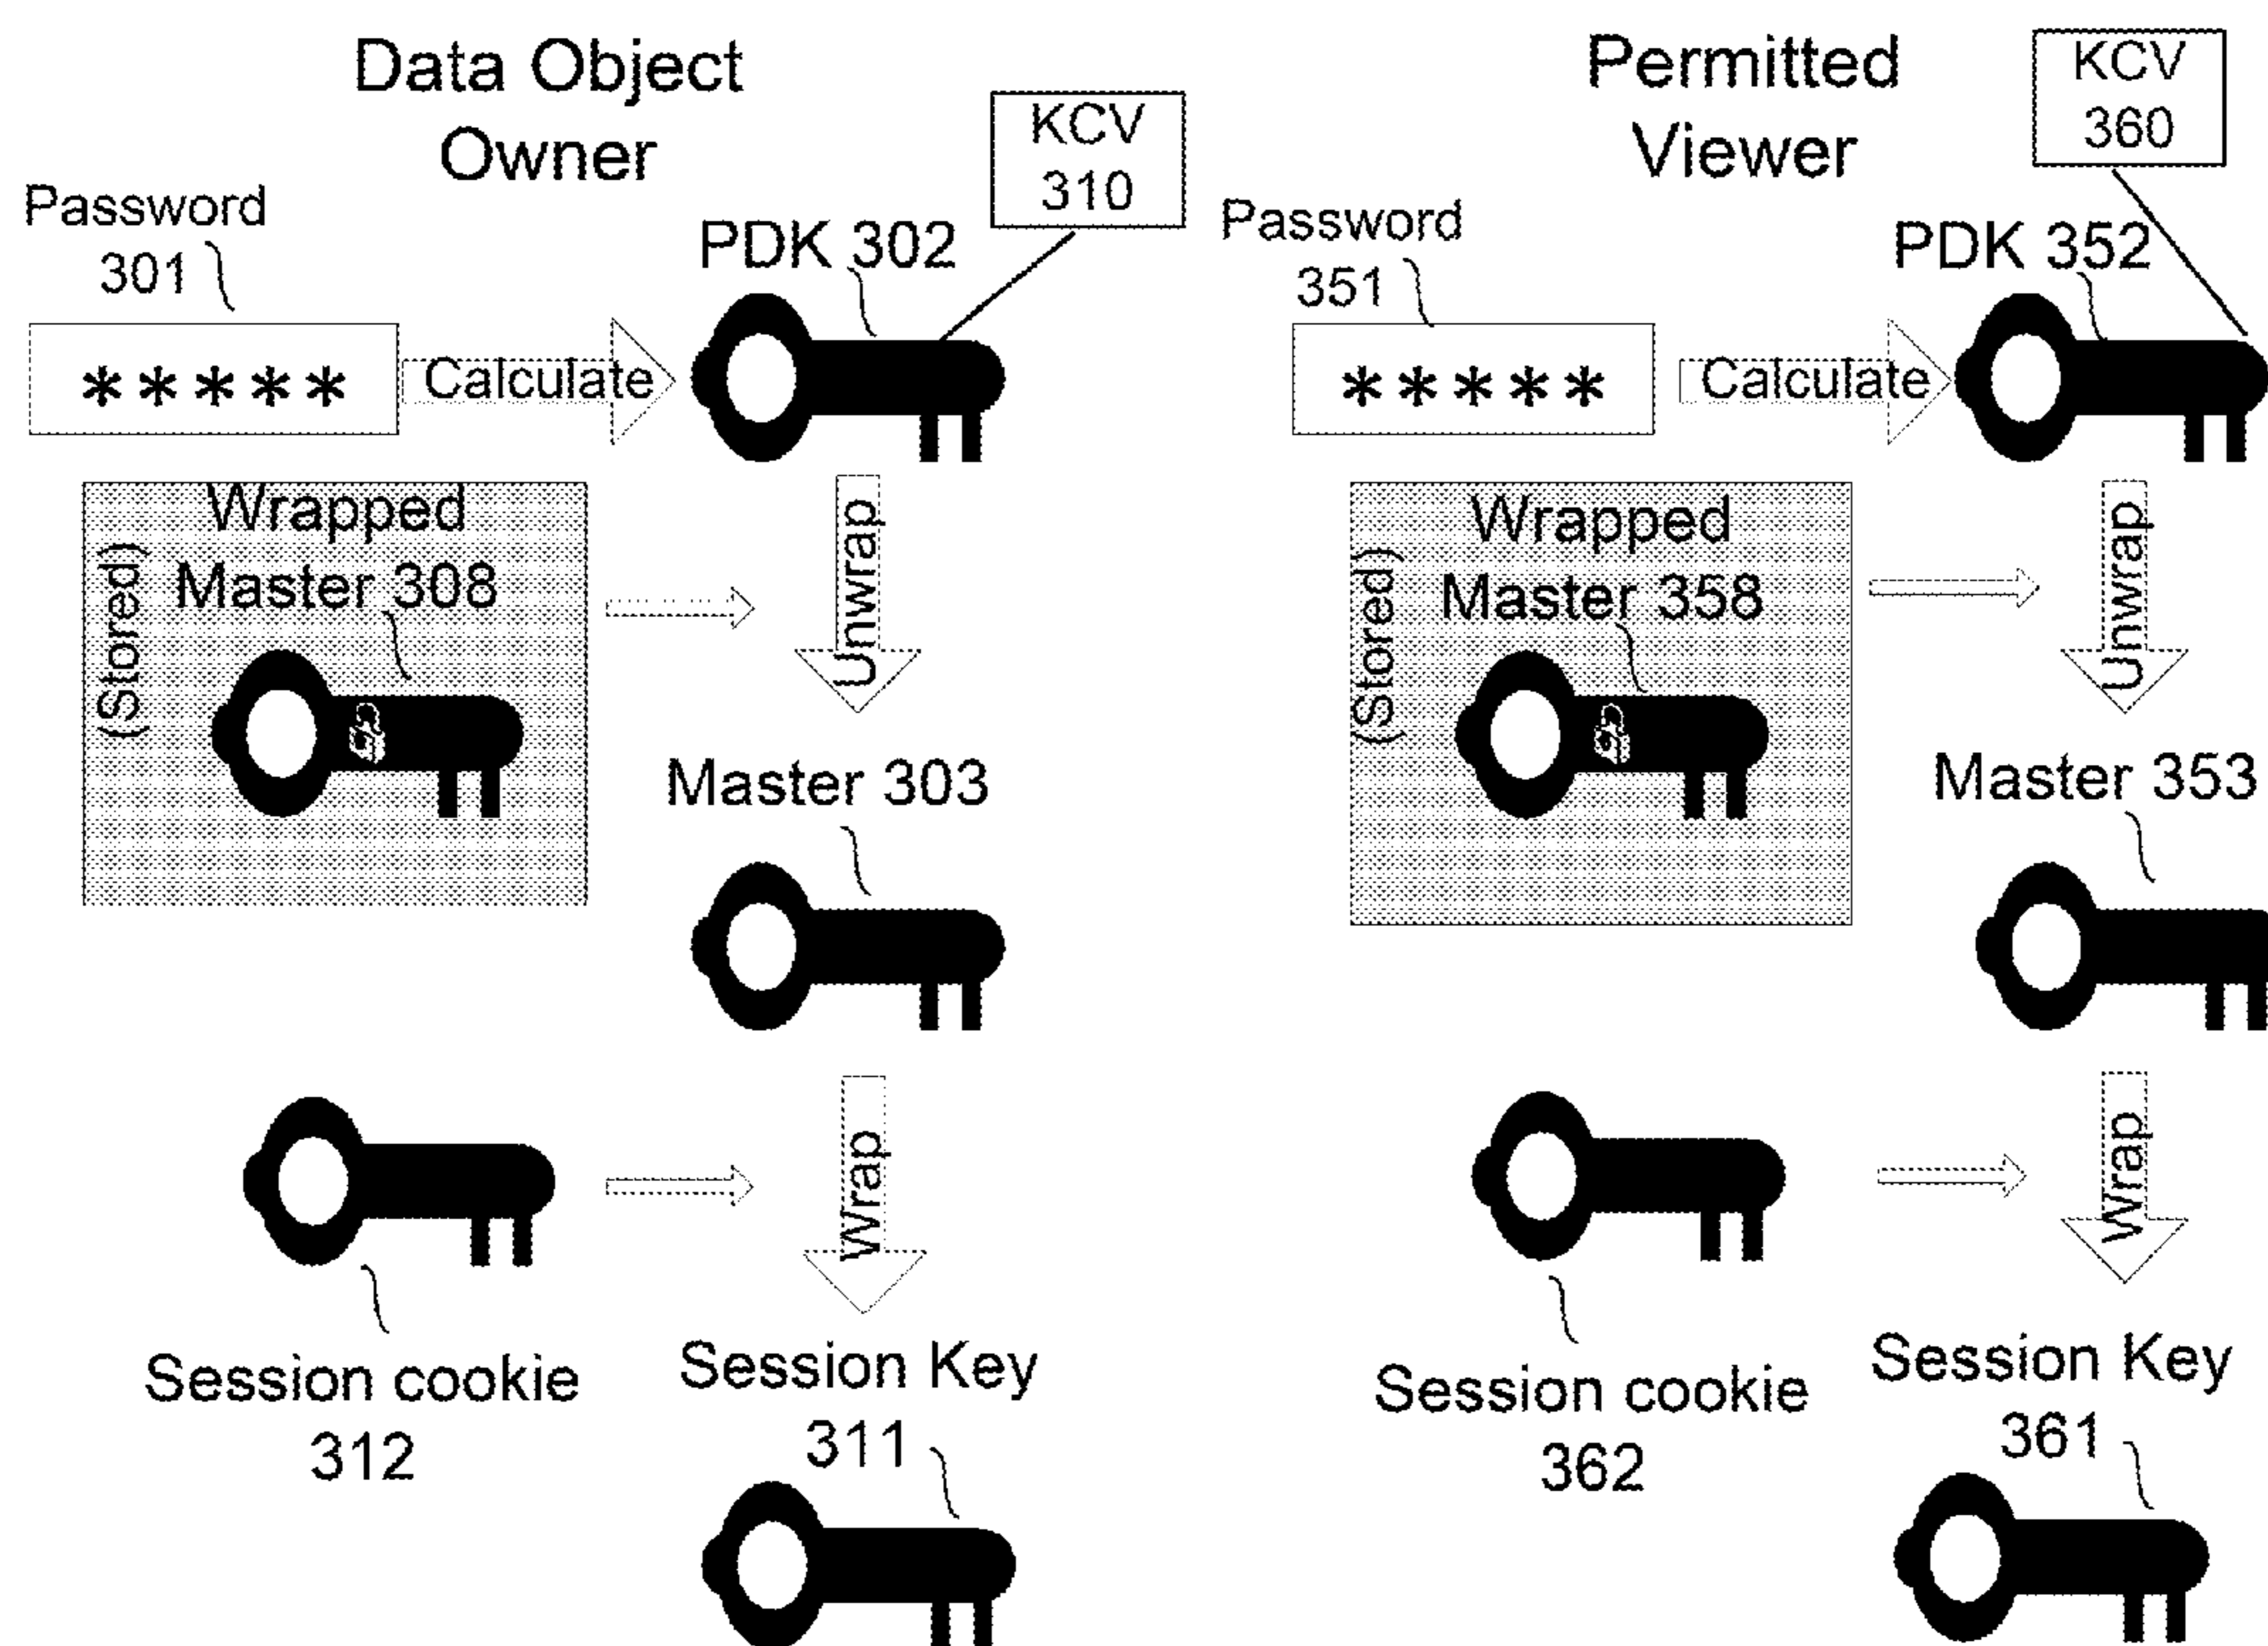 Data Object
Owner
KCV
310
Password
301
PDK 302
*****
Calculate
Wrapped
Master 308
(Stored)
Unwrap
Master 303
Wrap
Session cookie
312
Session Key
311
Permitted
Viewer
KCV
360
Password
351
PDK 352
*****
Calculate
Wrapped
Master 358
(Stored)
Unwrap
Master 353
Wrap
Session cookie
362
Session Key
361